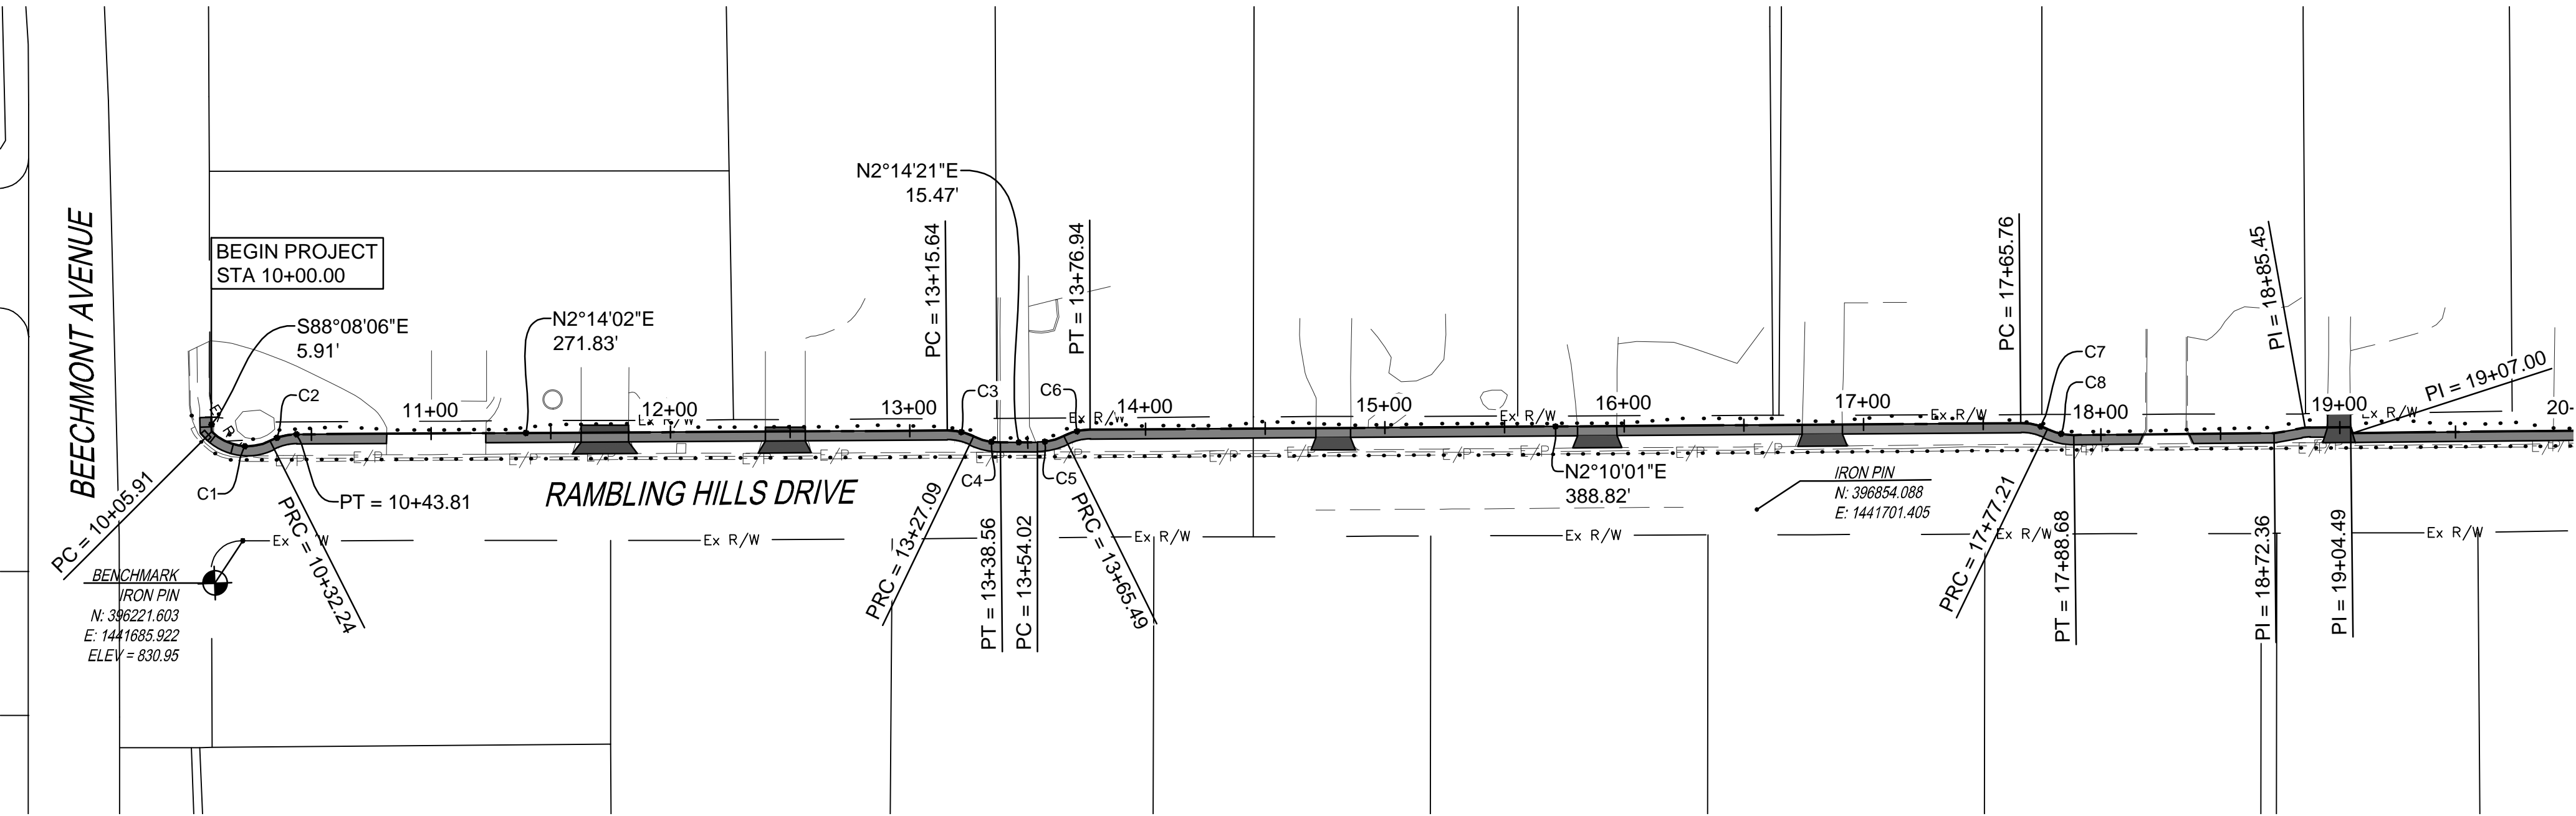 BEECHMONT AVENUE
BEGIN PROJECT
STA 10+00.00
S88°08'06"E
5.91'
C2
11+00
N2°14'02"E
271.83'
12+00
Ex R/W
13+00
PC = 13+15.64
N2°14'21"E
15.47'
C3
PT = 13+76.94
C6
Ex R/W
14+00
15+00
Ex R/W
16+00
17+00
Ex R/W
PC = 17+65.76
C7
C8
18+00
PI = 18+85.45
19+00
Ex R/W
PI = 19+07.00
20-
E/P
E/P
E/P
E/P
E/P
E/P
E/P
E/P
E/P
E/P
E/P
E/P
E/P
PC = 10+05.91
C1
PRC = 10+32.24
PT = 10+43.81
RAMBLING HILLS DRIVE
PRC = 13+27.09
C4
PT = 13+38.56
PC = 13+54.02
C5
PRC = 13+65.49
N2°10'01"E
388.82'
IRON PIN
N: 396854.088
E: 1441701.405
PRC = 17+77.21
PT = 17+88.68
PI = 18+72.36
PI = 19+04.49
Ex R/W
Ex R/W
Ex R/W
Ex R/W
Ex R/W
BENCHMARK
IRON PIN
N: 396221.603
E: 1441685.922
ELEV = 830.95